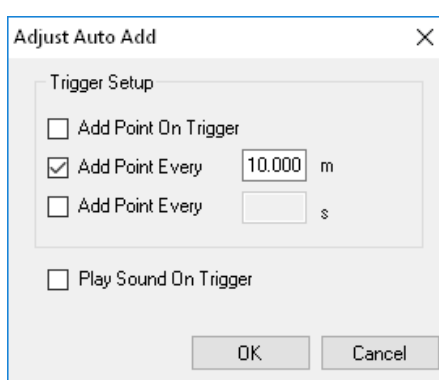 Adjust Auto Add
Trigger Setup
Add Point On Trigger
Add Point Every 10.000 m
Add Point Every s
Play Sound On Trigger
OK Cancel